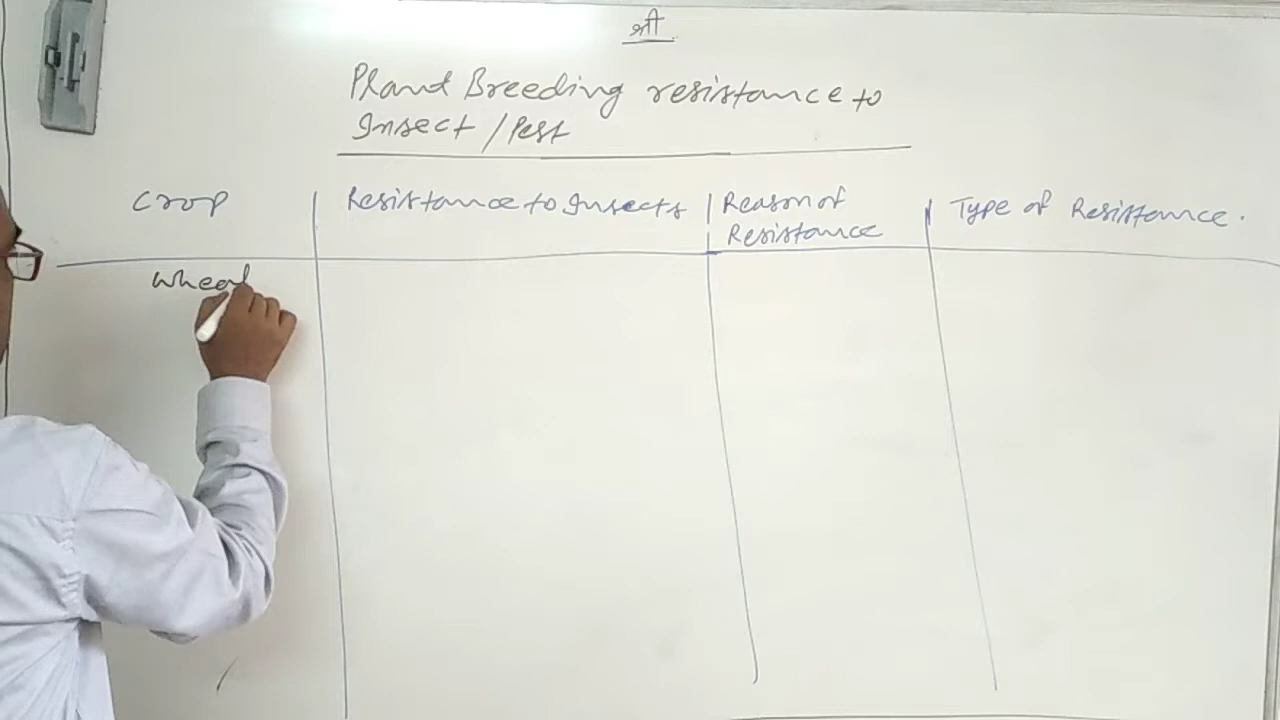 श्री
Plant Breeding resistance to
Insect / Pest
Crop
Resistance to Insects
Reason of
Resistance
Type of Resistance.
Wheat